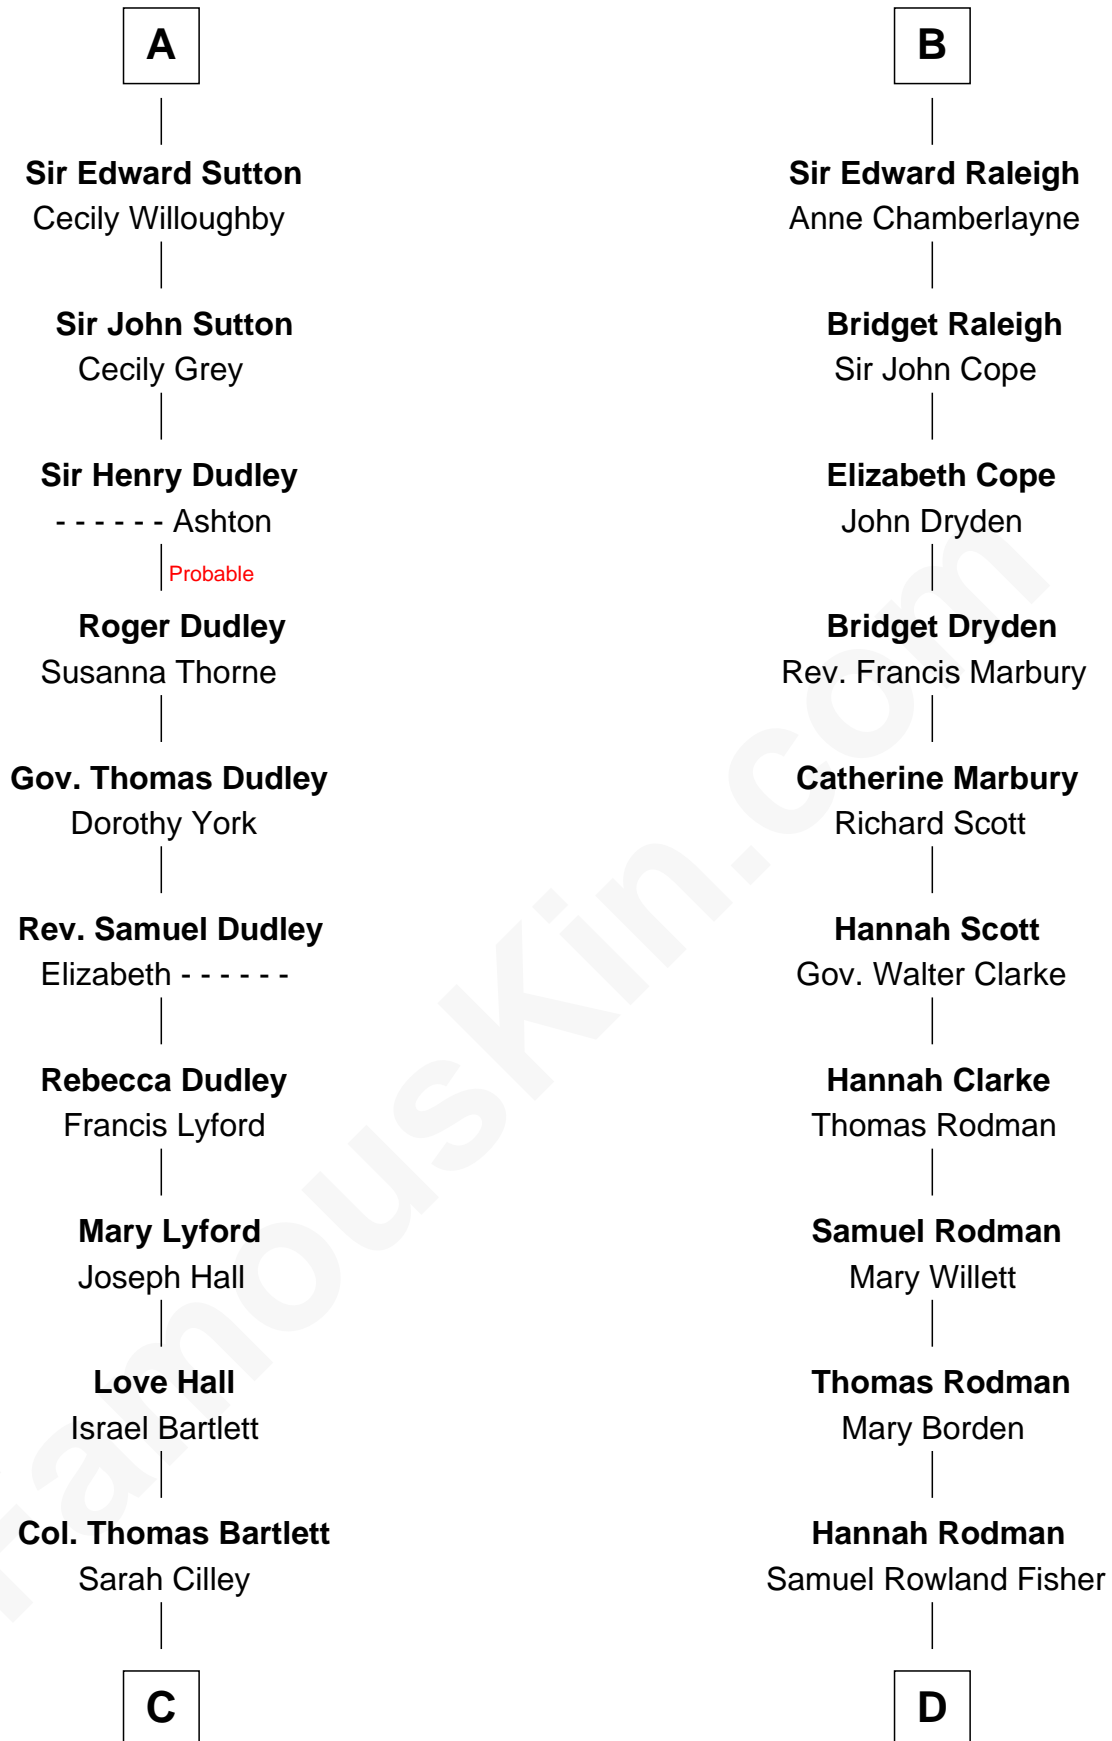 A
Sir Edward Sutton
Cecily Willoughby
Sir John Sutton
Cecily Grey
Sir Henry Dudley
- - - - - - Ashton
Probable
Roger Dudley
Susanna Thorne
Gov. Thomas Dudley
Dorothy York
Rev. Samuel Dudley
Elizabeth - - - - - -
Rebecca Dudley
Francis Lyford
Mary Lyford
Joseph Hall
Love Hall
Israel Bartlett
Col. Thomas Bartlett
Sarah Cilley
C
B
Sir Edward Raleigh
Anne Chamberlayne
Bridget Raleigh
Sir John Cope
Elizabeth Cope
John Dryden
Bridget Dryden
Rev. Francis Marbury
Catherine Marbury
Richard Scott
Hannah Scott
Gov. Walter Clarke
Hannah Clarke
Thomas Rodman
Samuel Rodman
Mary Willett
Thomas Rodman
Mary Borden
Hannah Rodman
Samuel Rowland Fisher
D
FamousKin.com